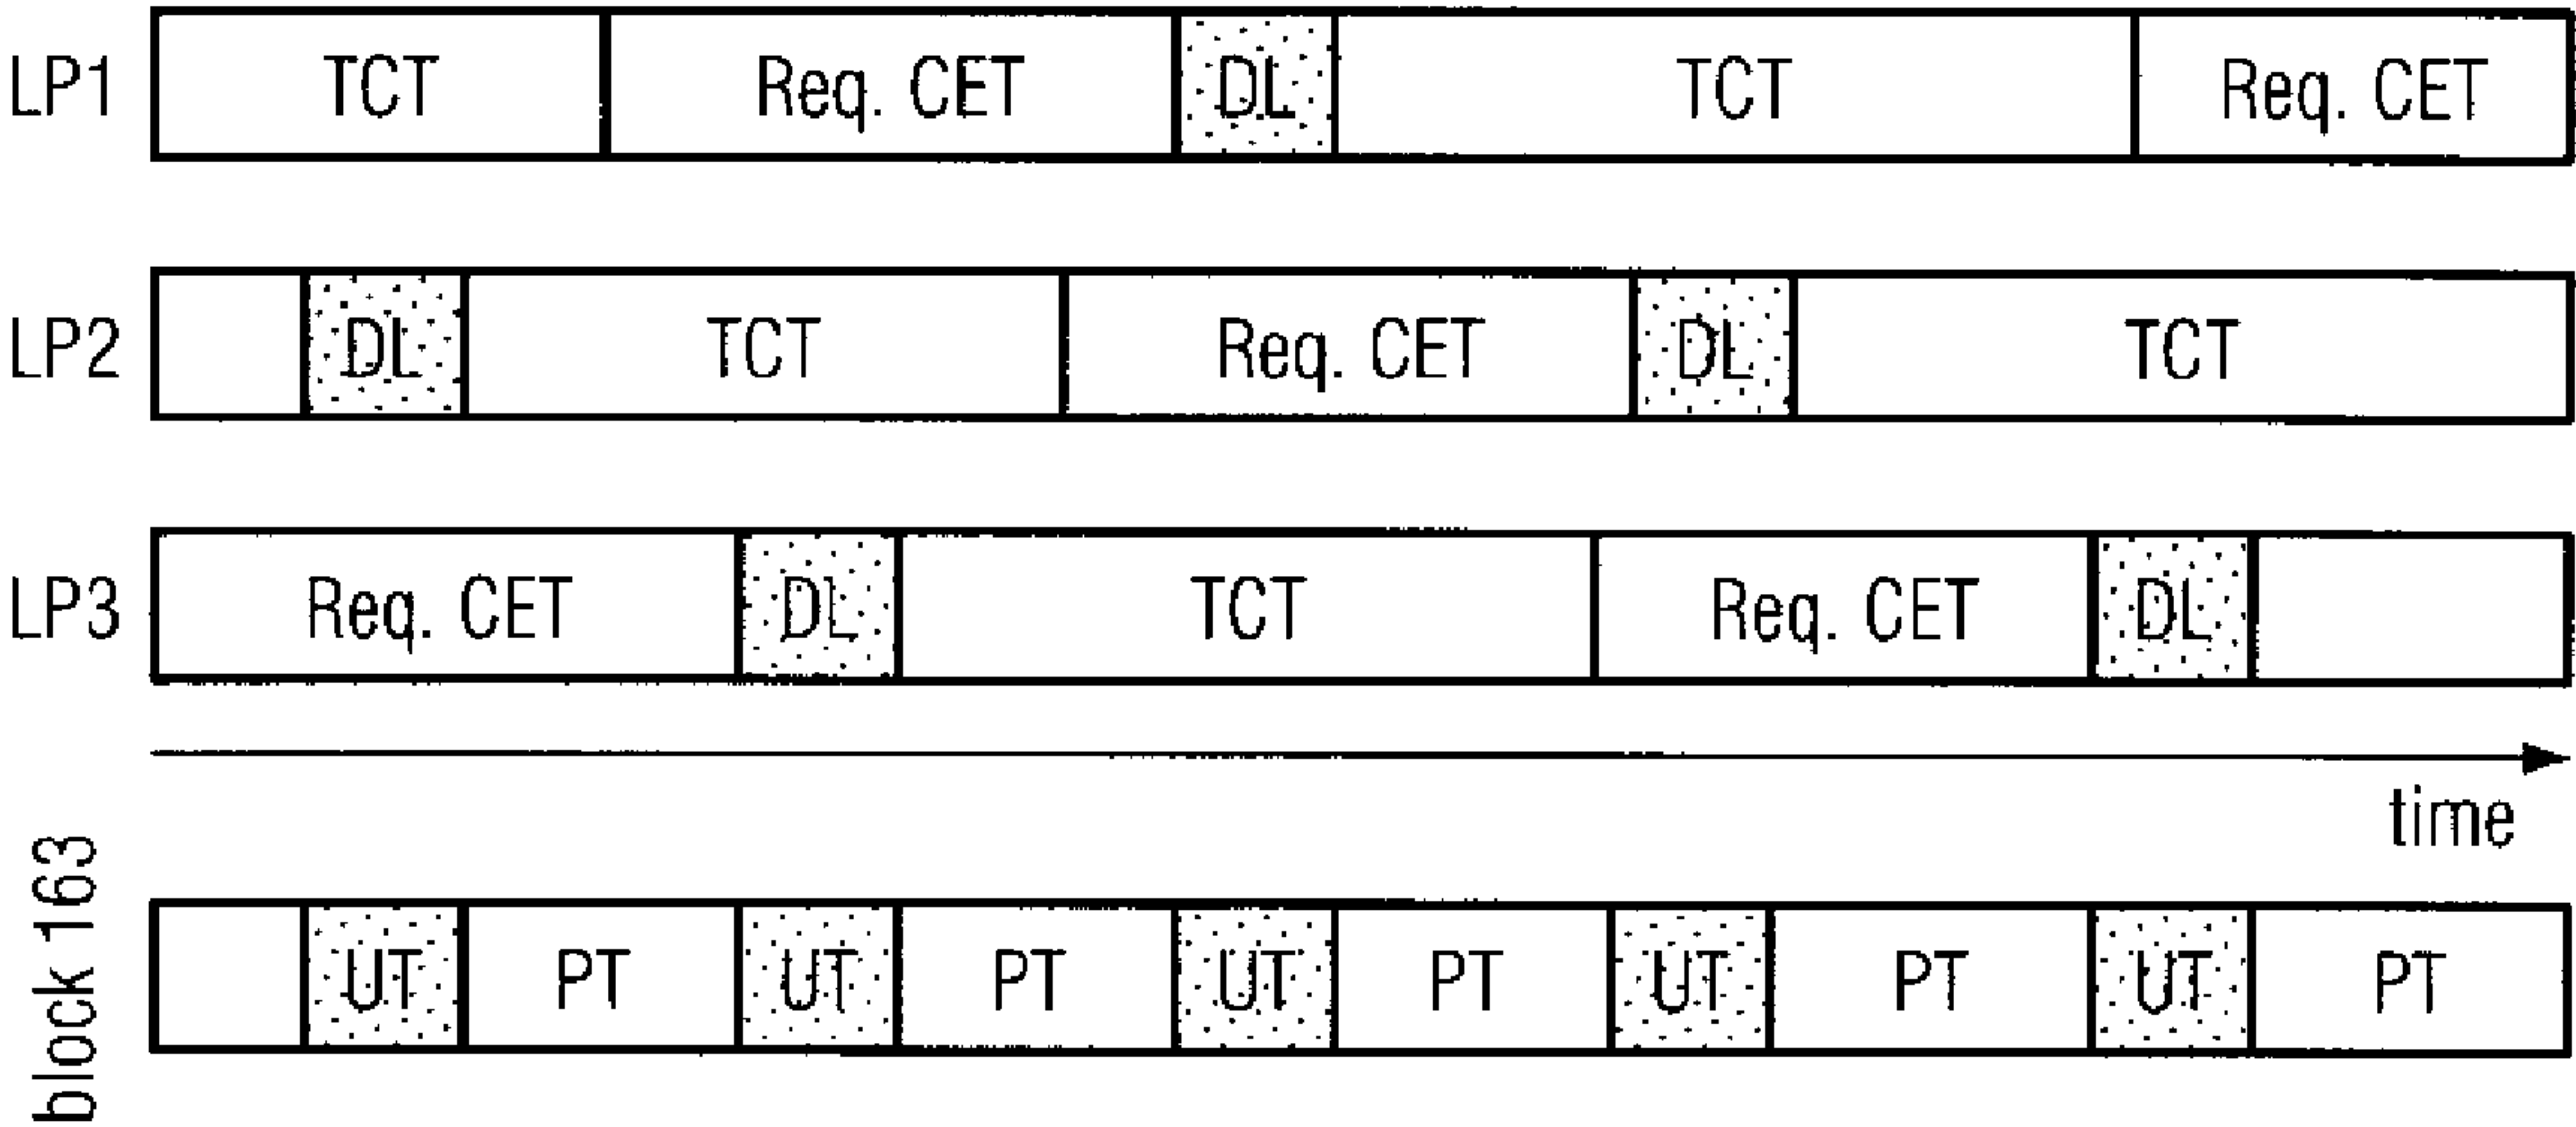 LP1 TCT Req. CET DL TCT Req. CET
LP2 DL TCT Req. CET DL TCT
LP3 Req. CET DL TCT Req. CET DL
time
block 163 UT PT UT PT UT PT UT PT UT PT